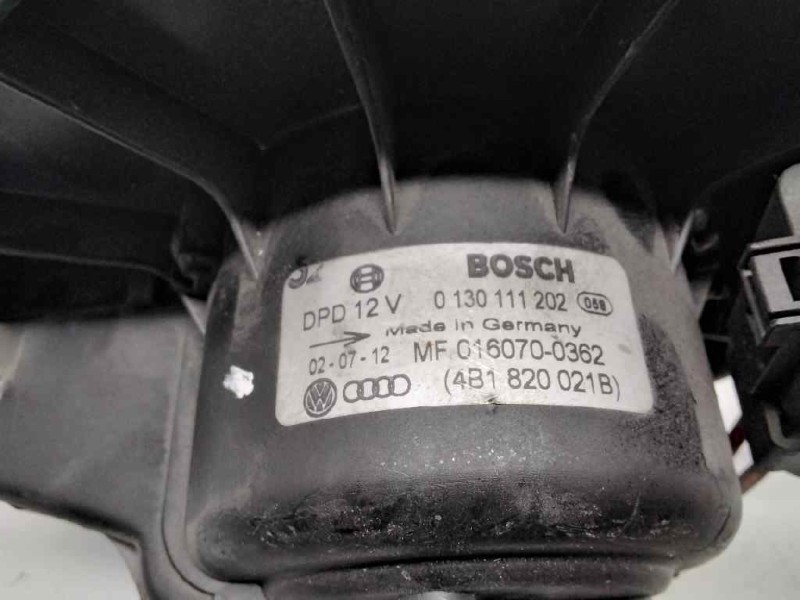 BOSCH
DPD 12 V 0 130 111 202 068
Made in Germany
02-07-12 MF 016070-0362
(4B1 820 021B)